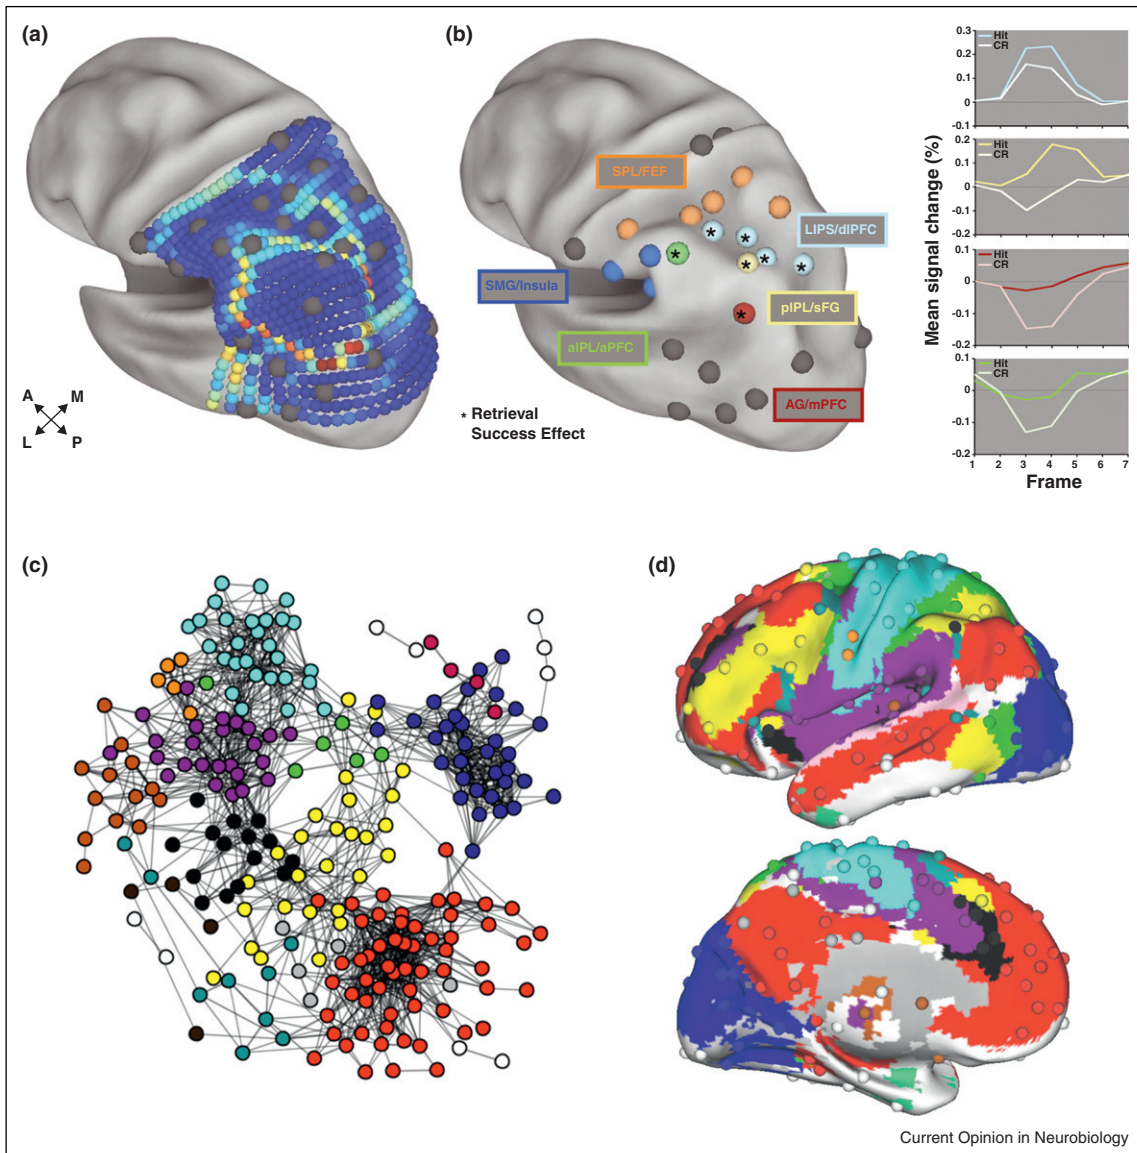 (a)
A
M
L
P
(b)
SPL/FEF
LIPS/dlPFC
SMG/Insula
pIPL/sFG
aIPL/aPFC
AG/mPFC
* Retrieval
Success Effect
Mean signal change (%)
0.3
0.2
0.1
0
-0.1
Hit
CR
0.2
0.1
0
-0.1
-0.2
Hit
CR
0.1
0
-0.1
-0.2
Hit
CR
0.1
0
-0.1
-0.2
Hit
CR
1 2 3 4 5 6 7
Frame
(c)
(d)
Current Opinion in Neurobiology